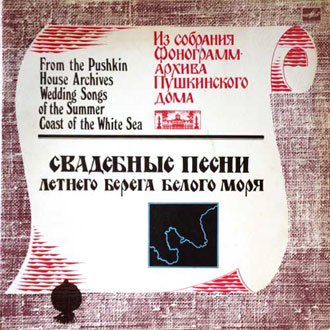 From the Pushkin
House Archives
Wedding Songs
of the Summer
Coast of the White Sea
Из собрания
Фонограмм-
архива
Пушкинского
дома
СВАДЕБНЫЕ ПЕСНИ
ЛЕТНЕГО БЕРЕГА БЕЛОГО МОРЯ